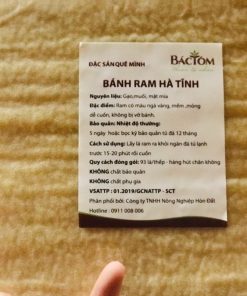 ĐẶC SẢN QUÊ MÌNH
BÁCTÔM
BÁNH RAM HÀ TĨNH
Nguyên liệu: Gạo,muối, mật mía
Đặc điểm: Ram có màu ngà vàng, mềm ,mỏng
dễ cuốn, không bị vỡ bánh.
Bảo quản: Nhiệt độ thường:
5 ngày hoặc bọc kỹ bảo quản tủ đá 12 tháng
Cách sử dụng: Lấy lá ram ra khỏi ngăn đá tủ lạnh
trước 15-20 phút rồi cuốn
Quy cách đóng gói: 93 lá/thếp - hàng hút chân không
KHÔNG chất bảo quản
KHÔNG chất phụ gia
VSATTP : 01.2019/GCNATTP - SCT
Phân phối bởi: Công ty TNHH Nông Nghiệp Hòn Đất
Hotline : 0911 008 006